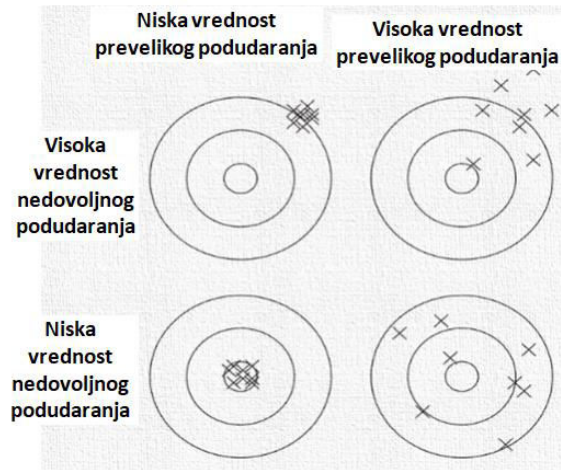 Niska vrednost
prevelikog podudaranja
Visoka vrednost
prevelikog podudaranja
Visoka
vrednost
nedovoljnog
podudaranja
Niska
vrednost
nedovoljnog
podudaranja